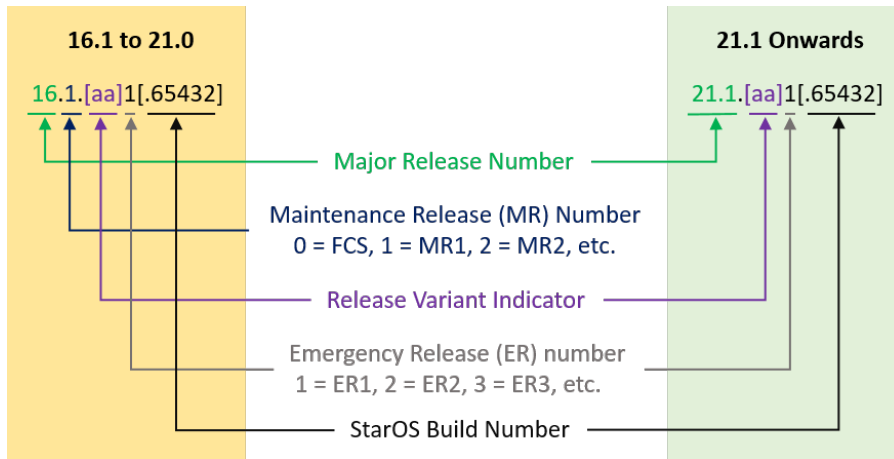 16.1 to 21.0
21.1 Onwards
16.1.[aa]1[.65432]
21.1.[aa]1[.65432]
Major Release Number
Maintenance Release (MR) Number
0 = FCS, 1 = MR1, 2 = MR2, etc.
Release Variant Indicator
Emergency Release (ER) number
1 = ER1, 2 = ER2, 3 = ER3, etc.
StarOS Build Number